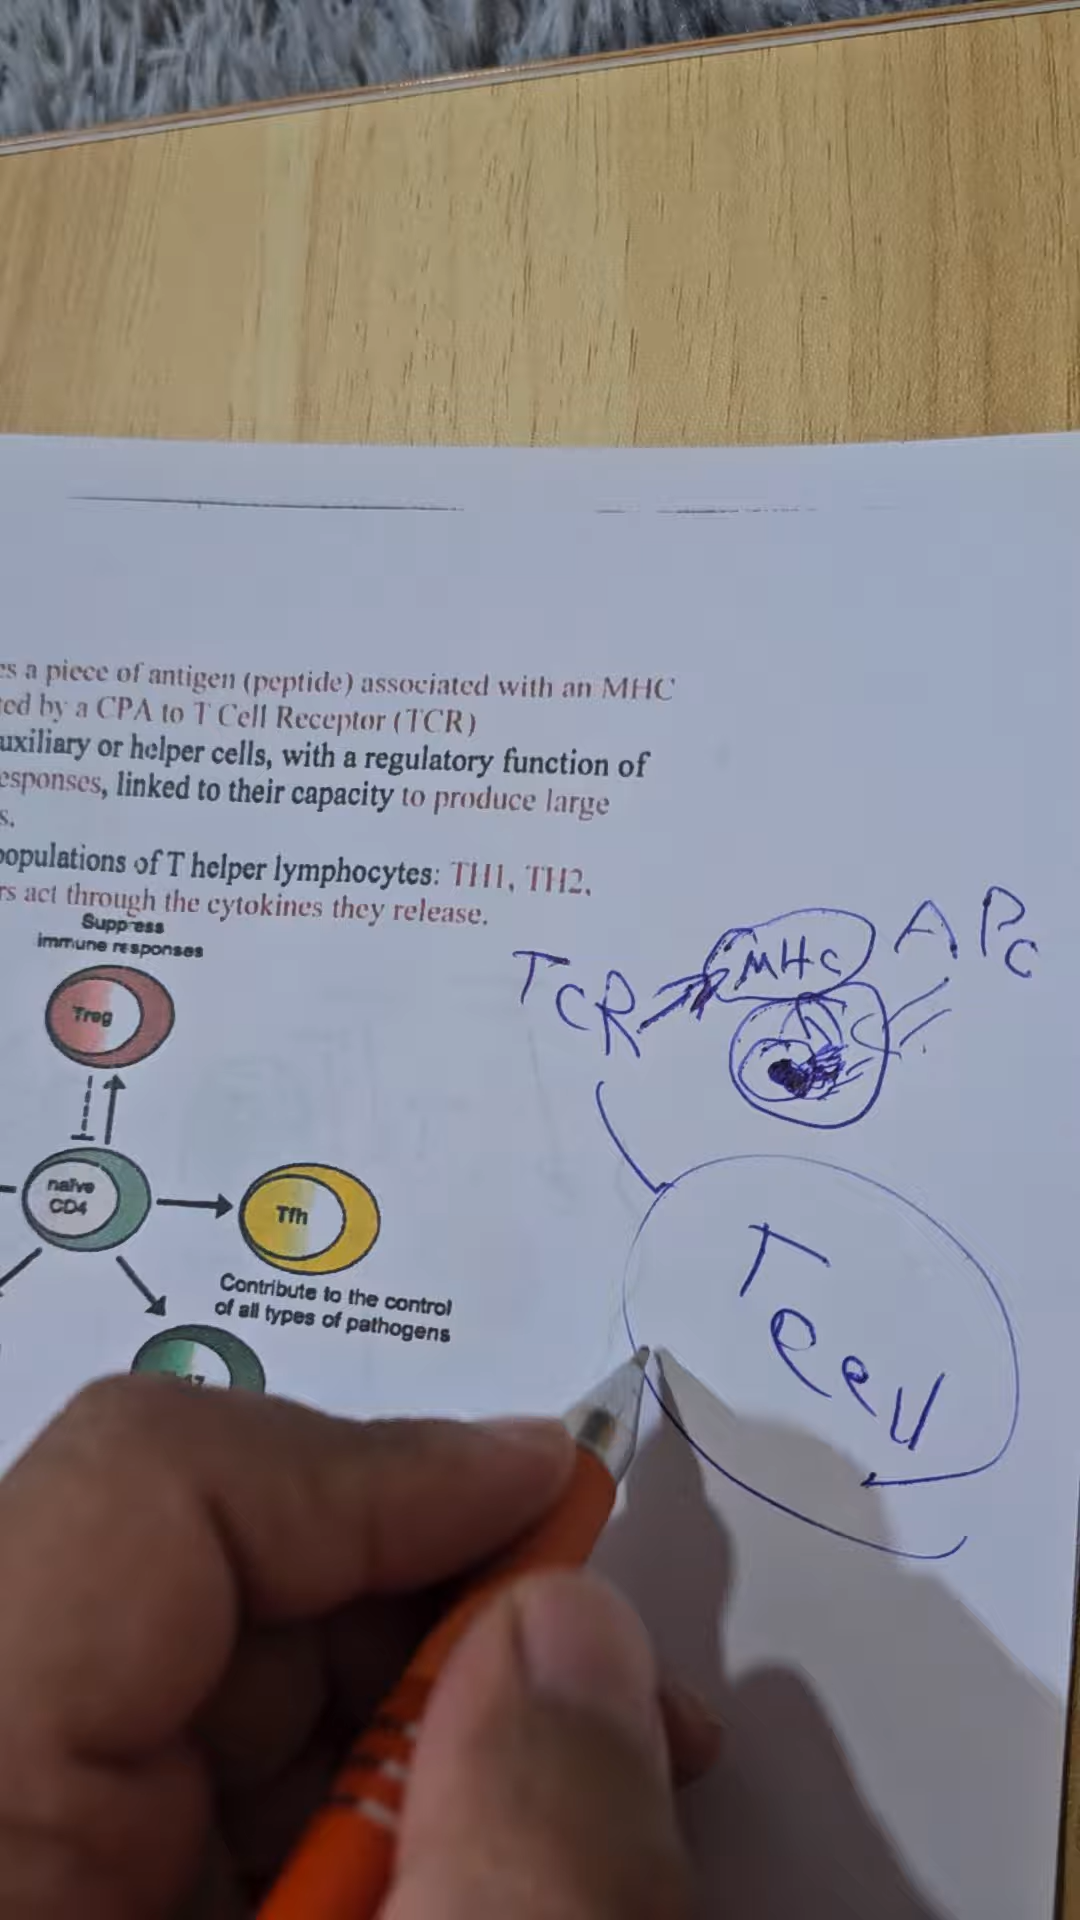 s a piece of antigen (peptide) associated with an MHC
ted by a CPA to T Cell Receptor (TCR)
uxiliary or helper cells, with a regulatory function of
esponses, linked to their capacity to produce large
s.
populations of T helper lymphocytes: TH1, TH2,
rs act through the cytokines they release.
Suppress
immune responses
Treg
naïve
CD4
Tfh
Contribute to the control
of all types of pathogens
APC
MHC
TCR
T cell